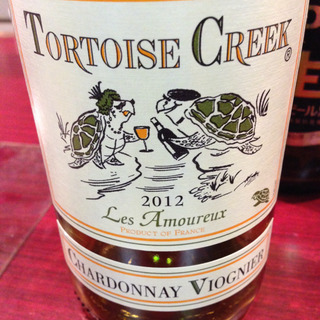 TORTOISE CREEK®
2012
Les Amoureux
PRODUCT OF FRANCE
CHARDONNAY VIOGNIER